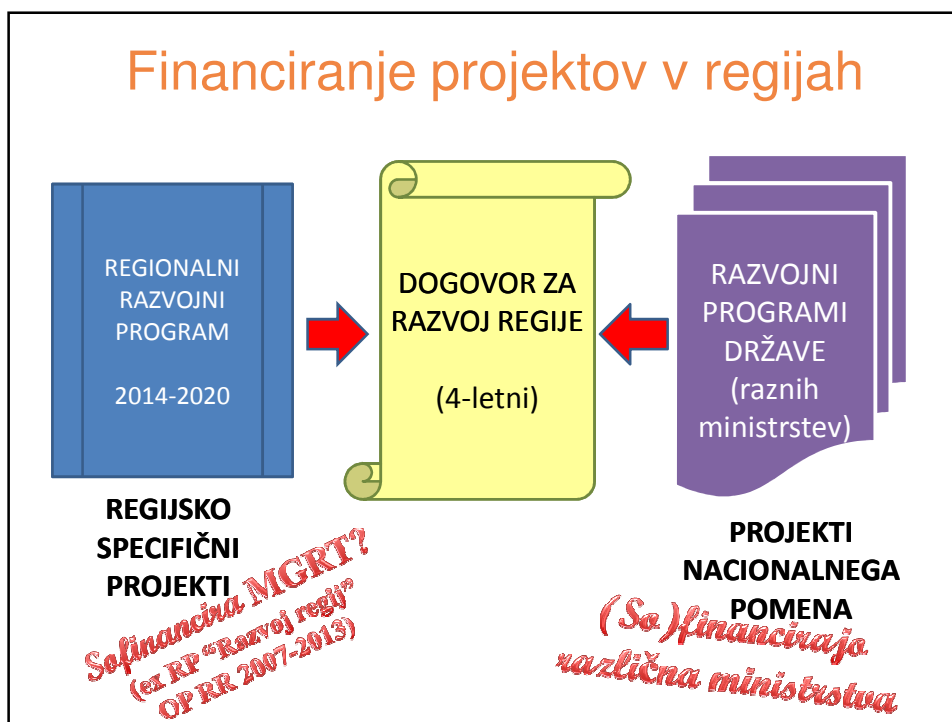 Financiranje projektov v regijah
REGIONALNI
RAZVOJNI
PROGRAM
2014-2020
DOGOVOR ZA
RAZVOJ REGIJE
(4-letni)
RAZVOJNI
PROGRAMI
DRŽAVE
(raznih
ministrstev)
REGIJSKO
SPECIFIČNI
PROJEKTI
Sofinancira MGRT?
(ex RP “Razvoj regij”
OP RR 2007-2013)
PROJEKTI
NACIONALNEGA
POMENA
(So)financirajo
različna ministrstva